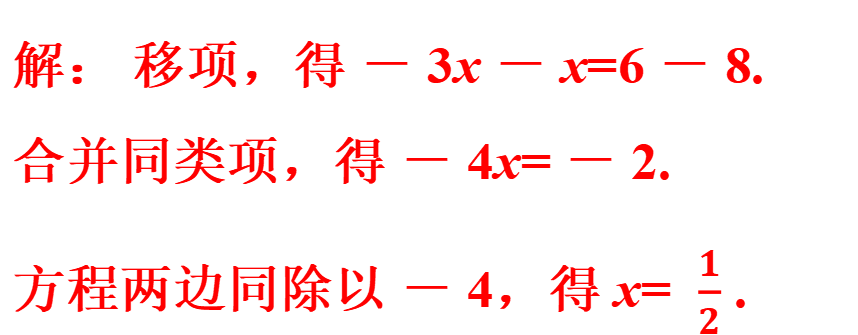 解： 移项，得 － 3x － x=6 － 8.
合并同类项，得 － 4x= － 2.
方程两边同除以 － 4，得 x= 1/2 .